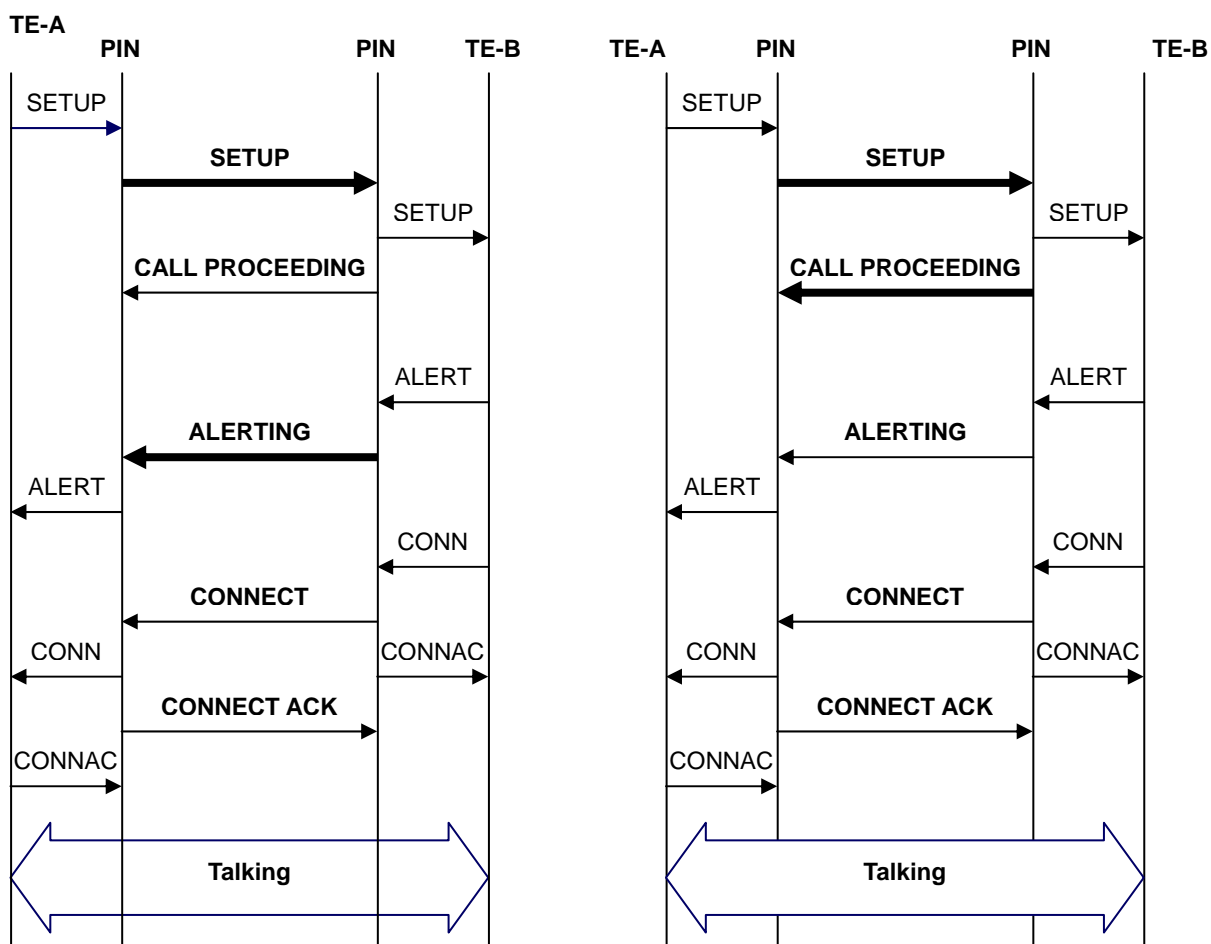 TE-A
PIN PIN TE-B
SETUP
SETUP
SETUP
CALL PROCEEDING
ALERT
ALERTING
ALERT
CONN
CONNECT
CONN CONNAC
CONNECT ACK
CONNAC
Talking
TE-A PIN PIN TE-B
SETUP
SETUP
SETUP
CALL PROCEEDING
ALERT
ALERTING
ALERT
CONN
CONNECT
CONN CONNAC
CONNECT ACK
CONNAC
Talking